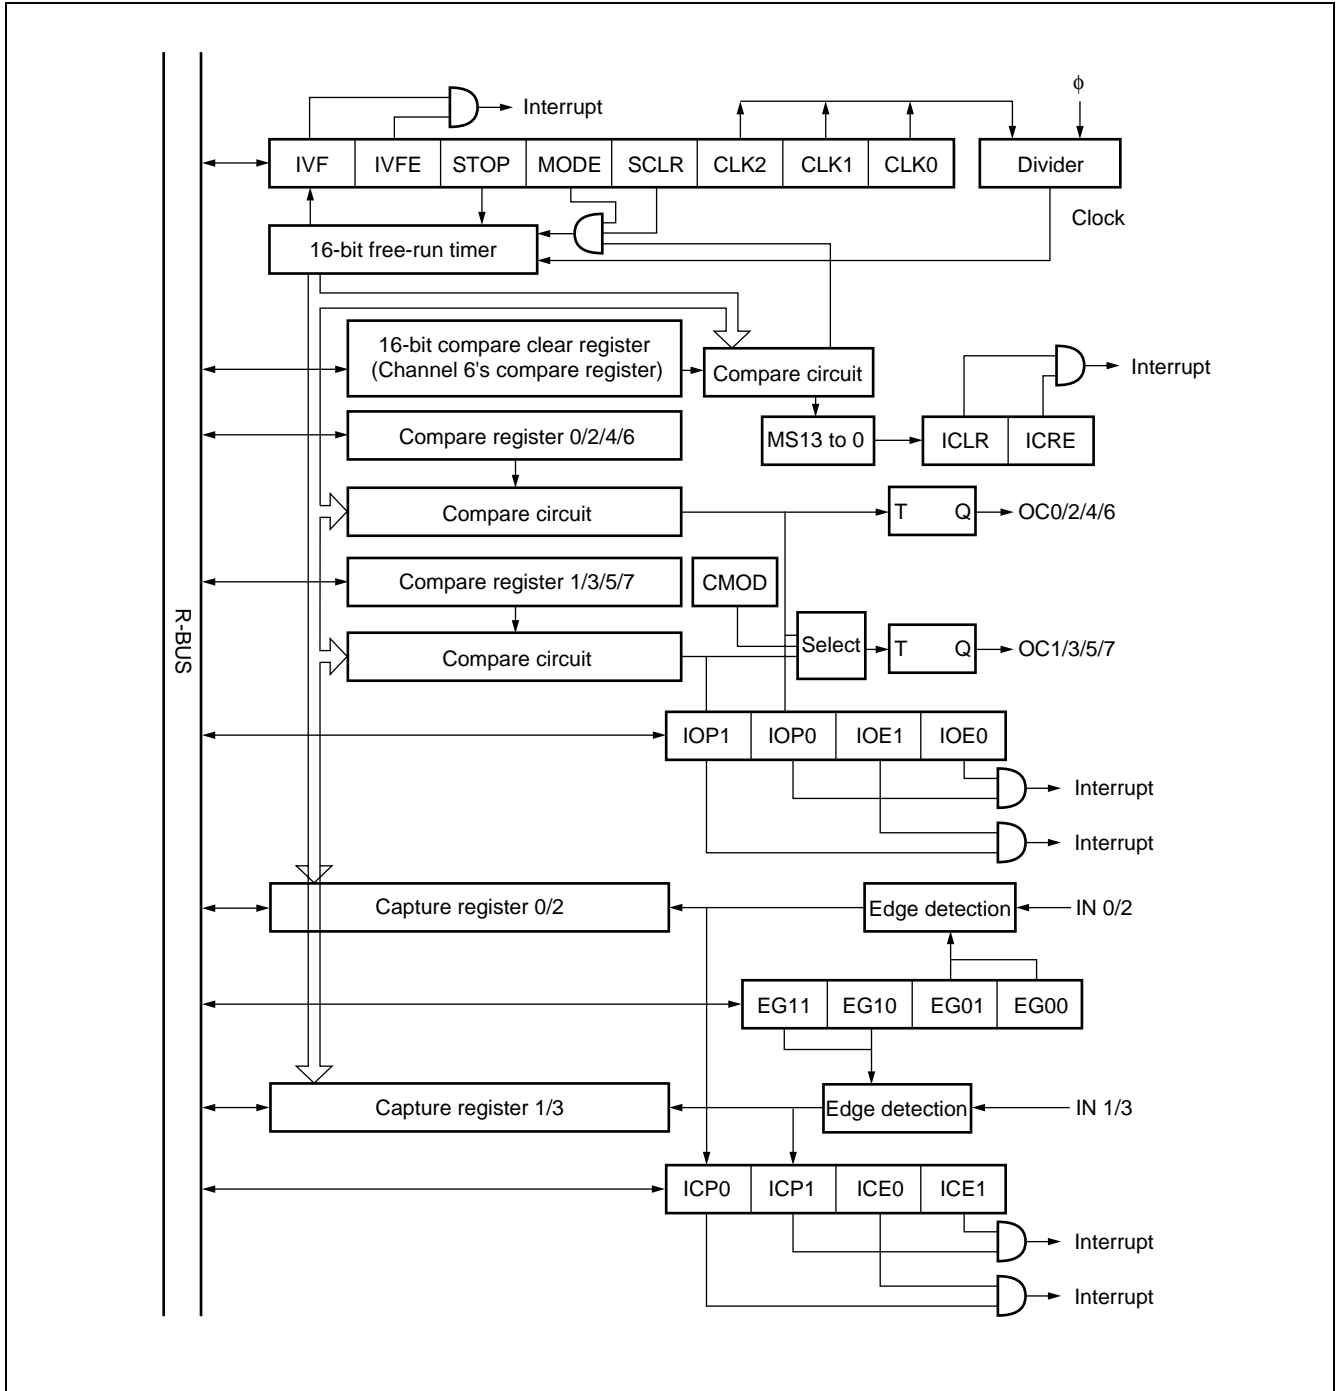 φ
Interrupt
IVF IVFE STOP MODE SCLR CLK2 CLK1 CLK0 Divider
Clock
16-bit free-run timer
16-bit compare clear register
(Channel 6's compare register)
Compare circuit
Interrupt
Compare register 0/2/4/6
MS13 to 0
ICLR ICRE
Compare circuit
T Q OC0/2/4/6
Compare register 1/3/5/7
CMOD
R-BUS
Compare circuit
Select
T Q OC1/3/5/7
IOP1 IOP0 IOE1 IOE0
Interrupt
Interrupt
Capture register 0/2
Edge detection
IN 0/2
EG11 EG10 EG01 EG00
Capture register 1/3
Edge detection
IN 1/3
ICP0 ICP1 ICE0 ICE1
Interrupt
Interrupt